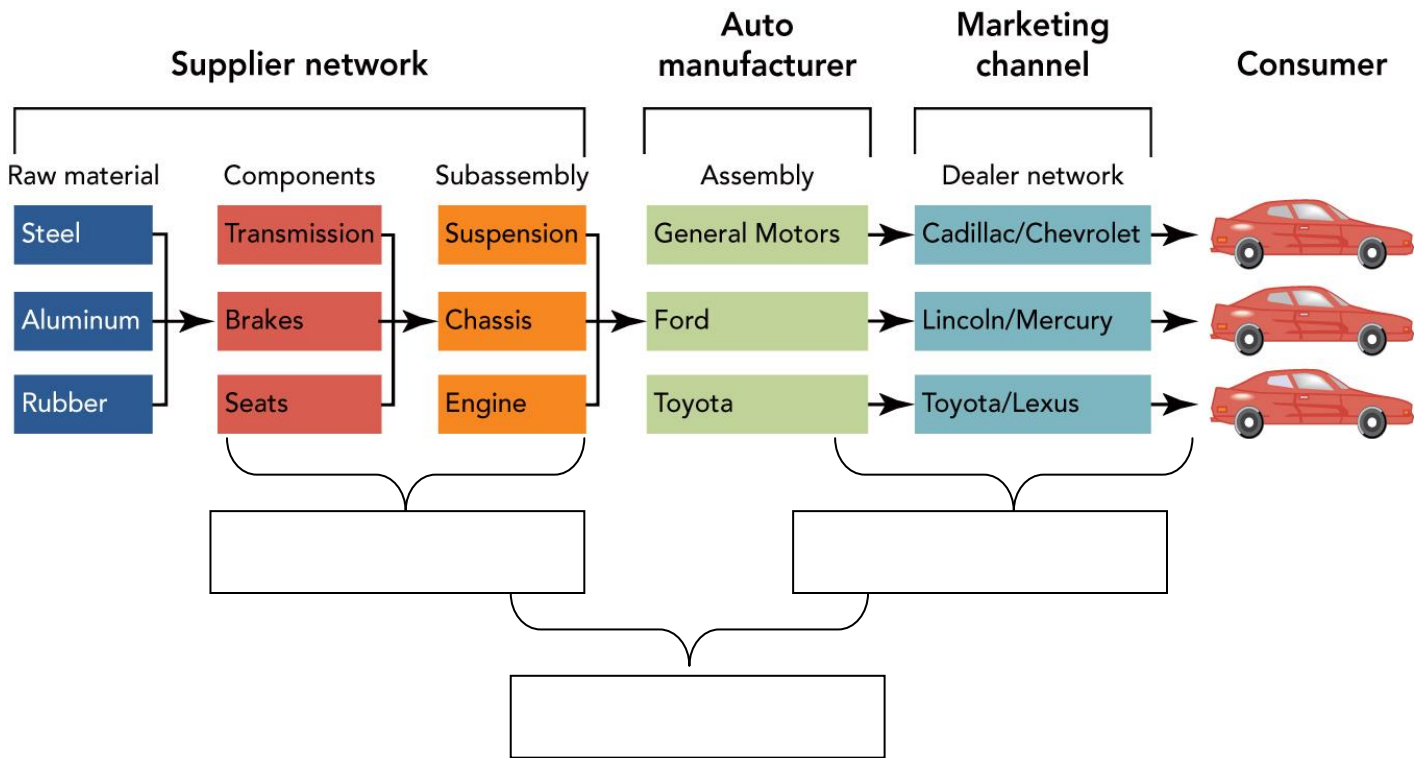 Supplier network
Auto
manufacturer
Marketing
channel
Consumer
Raw material
Components
Subassembly
Assembly
Dealer network
Steel
Transmission
Suspension
General Motors
Cadillac/Chevrolet
Aluminum
Brakes
Chassis
Ford
Lincoln/Mercury
Rubber
Seats
Engine
Toyota
Toyota/Lexus